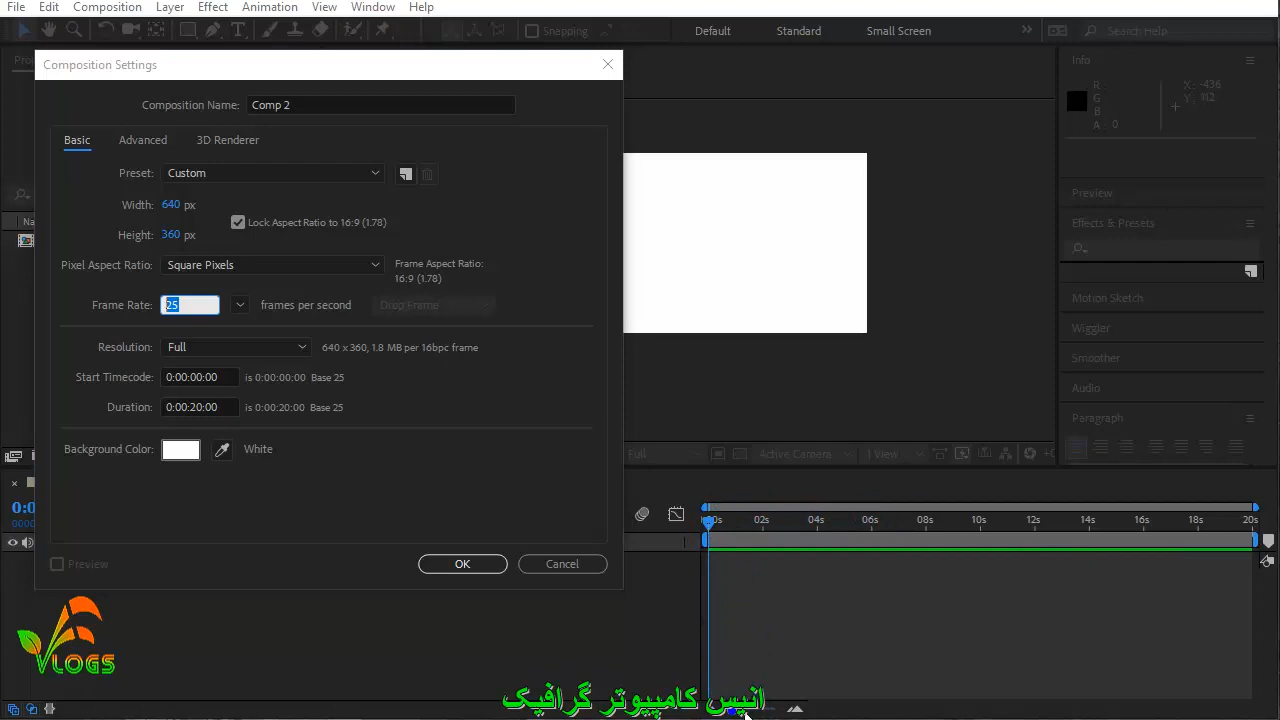 File Edit Composition Layer Effect Animation View Window Help
Snapping Default Standard Small Screen Search Help
Composition Settings
Composition Name: Comp 2
Basic Advanced 3D Renderer
Preset: Custom
Width: 640 px
Lock Aspect Ratio to 16:9 (1.78)
Height: 360 px
Pixel Aspect Ratio: Square Pixels
Frame Aspect Ratio:
16:9 (1.78)
Frame Rate: 25 frames per second Drop Frame
Resolution: Full 640 x 360, 1.8 MB per 16bpc frame
Start Timecode: 0:00:00:00 is 0:00:00:00 Base 25
Duration: 0:00:20:00 is 0:00:20:00 Base 25
Background Color: White
Preview OK Cancel
Info
R :
G
B
A : 0
X : -436
Y : 112
Preview
Effects & Presets
Motion Sketch
Wiggler
Smoother
Audio
Paragraph
Full Active Camera 1 View
02s 04s 06s 08s 10s 12s 14s 16s 18s 20s
VLOGS
انیس کامپیوٹر گرافیک